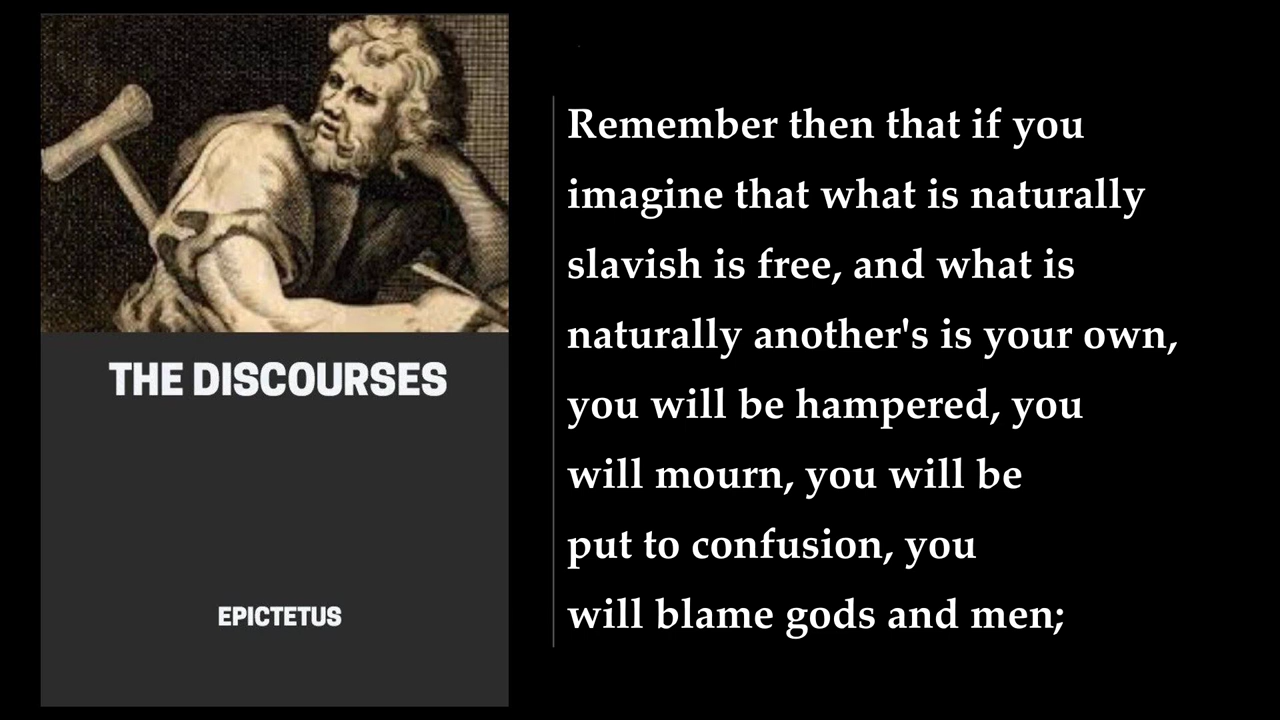 THE DISCOURSES
EPICTETUS
Remember then that if you
imagine that what is naturally
slavish is free, and what is
naturally another's is your own,
you will be hampered, you
will mourn, you will be
put to confusion, you
will blame gods and men;